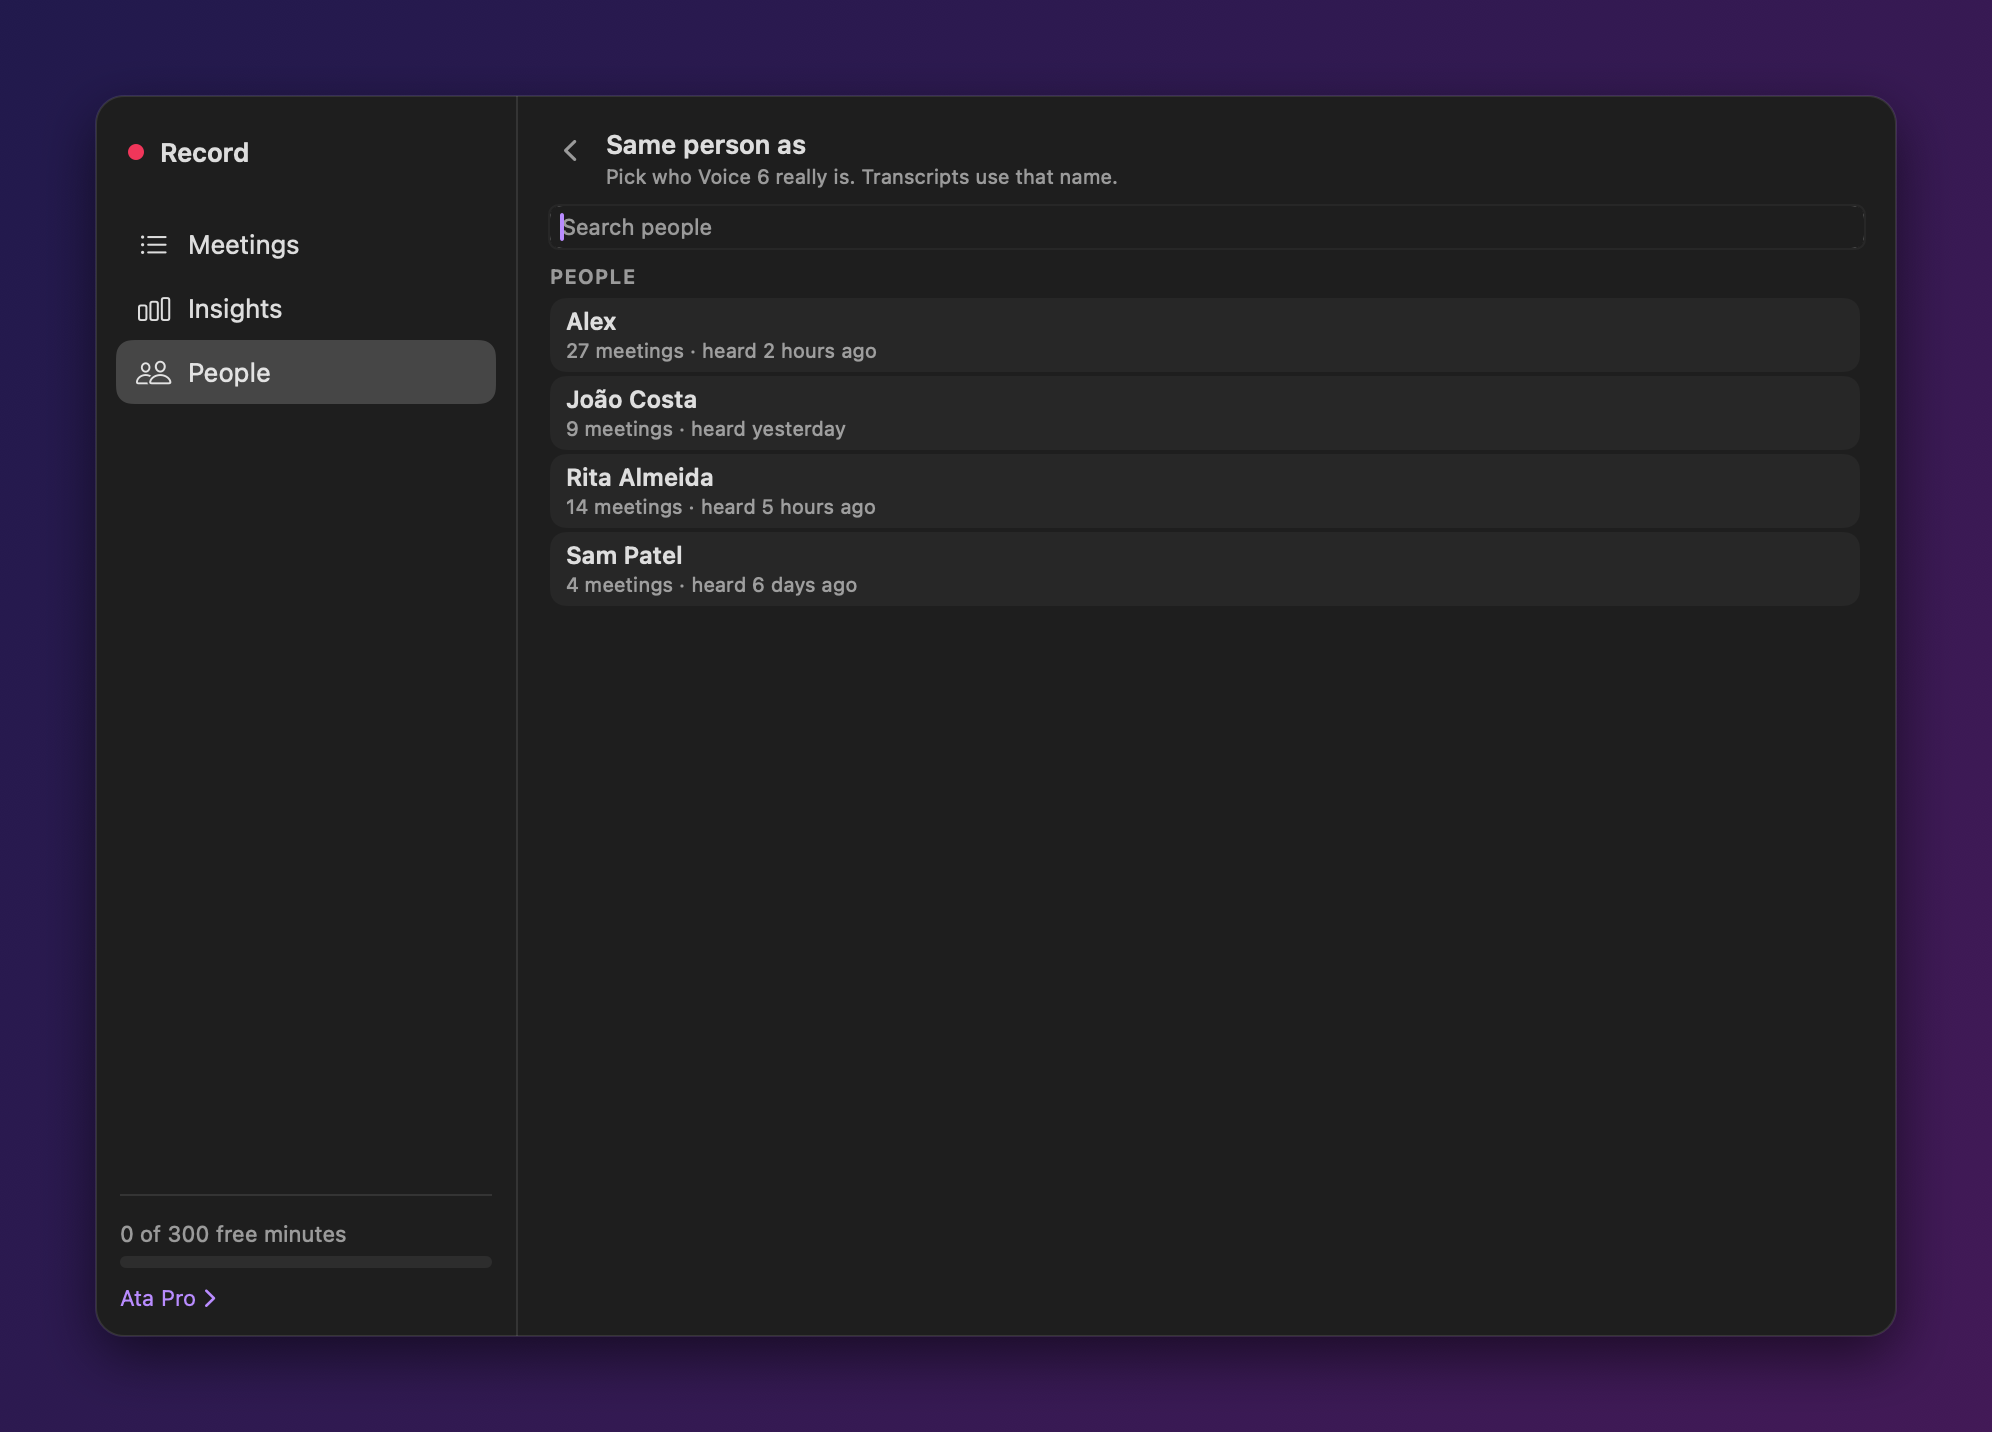 Record
Meetings
Insights
People
0 of 300 free minutes
Ata Pro
Same person as
Pick who Voice 6 really is. Transcripts use that name.
Search people
PEOPLE
Alex
27 meetings · heard 2 hours ago
João Costa
9 meetings · heard yesterday
Rita Almeida
14 meetings · heard 5 hours ago
Sam Patel
4 meetings · heard 6 days ago